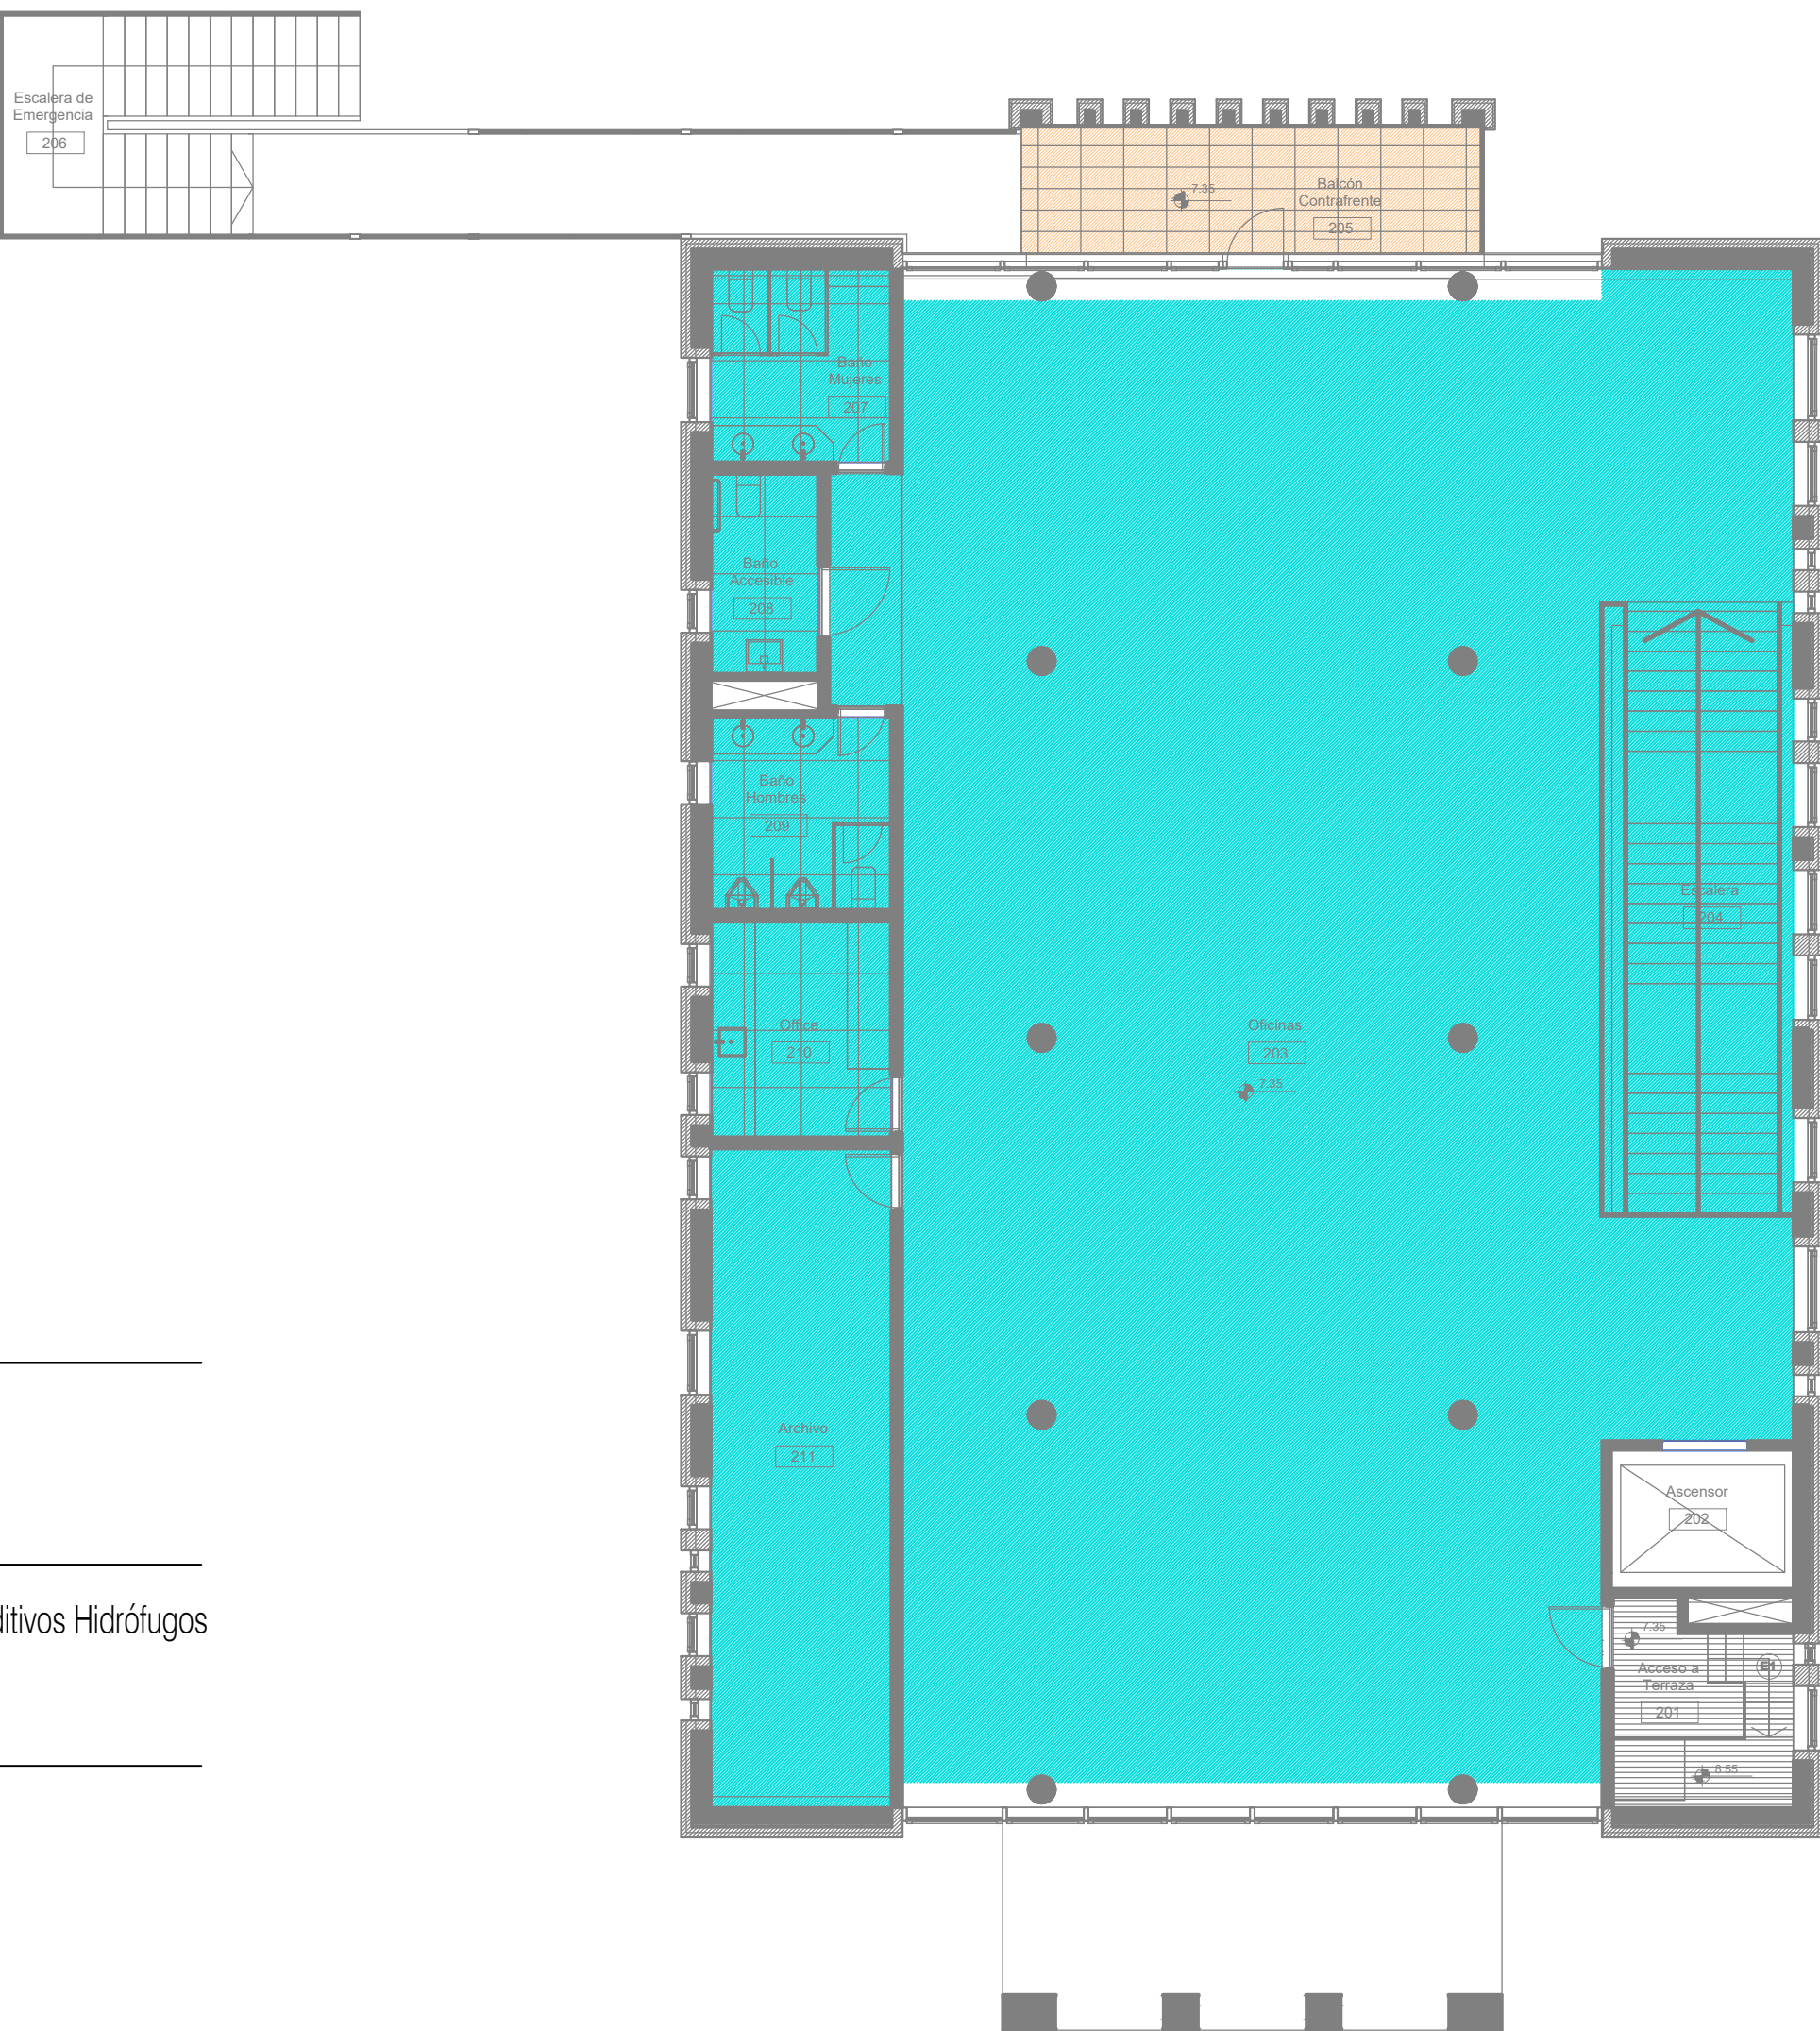 Escalera de
Emergencia
206
7.35
Balcón
Contrafrente
205
Baño
Mujeres
207
Baño
Accesible
208
Baño
Hombres
209
Escalera
204
Office
210
Oficinas
203
7.35
Archivo
211
Ascensor
202
ditivos Hidrófugos
7.35
Acceso a
Terraza
201
E1
8.55